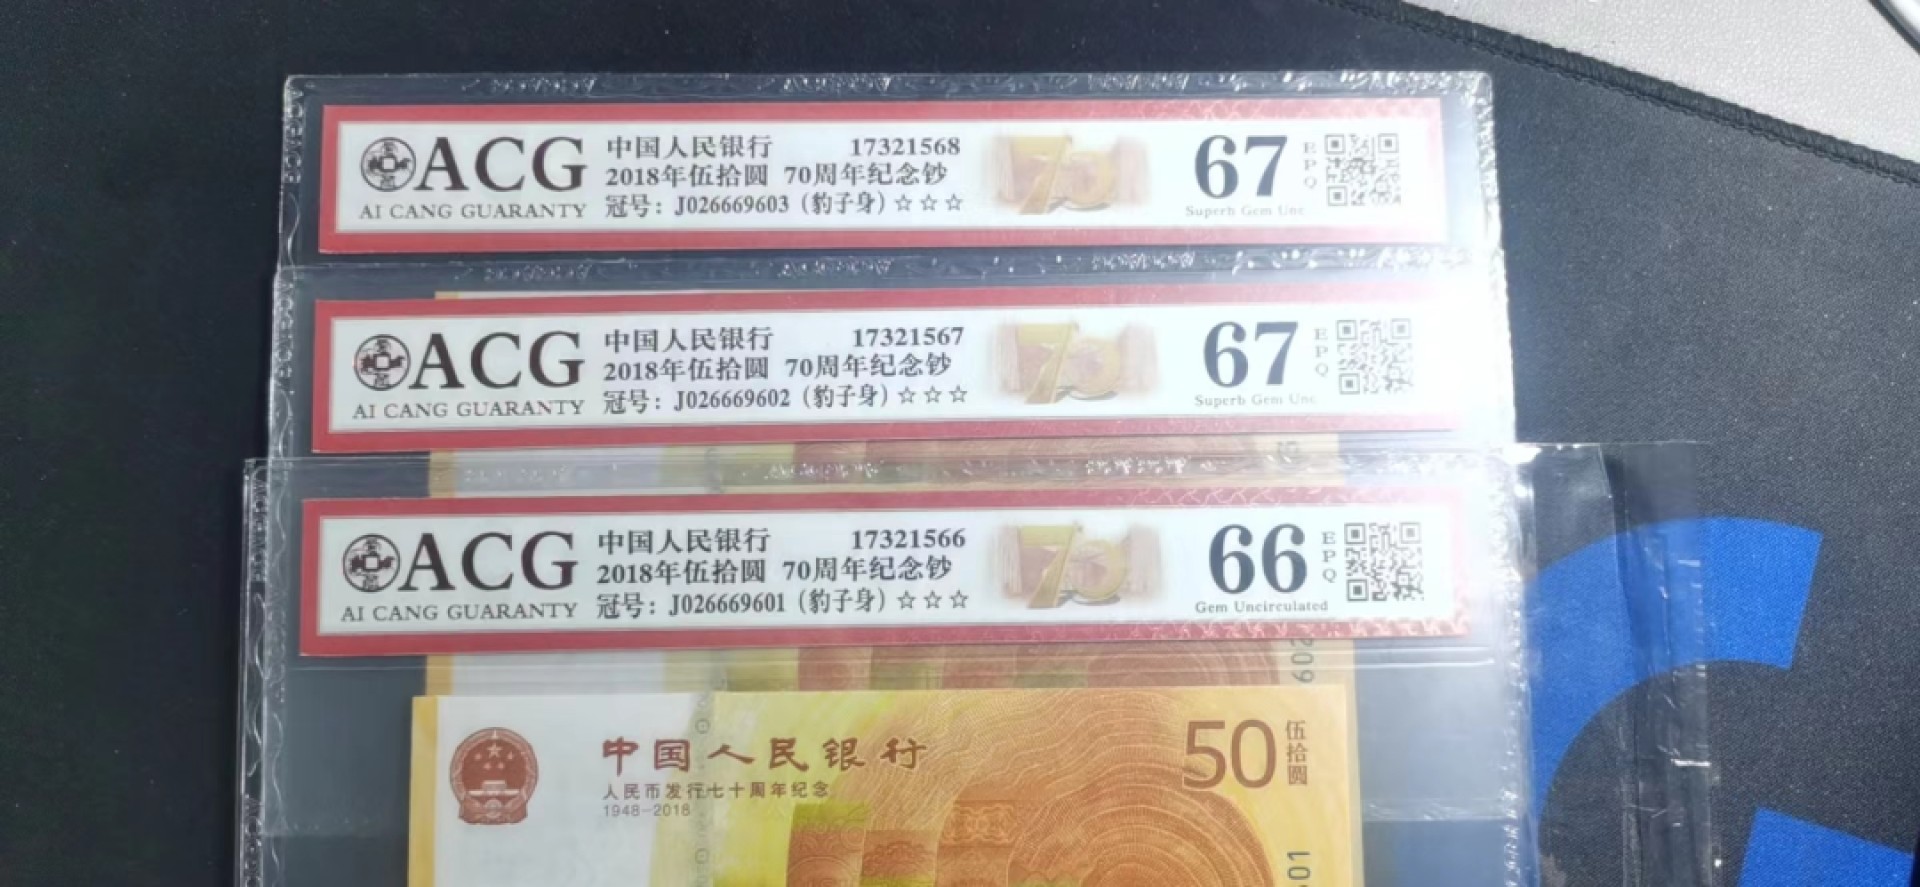 ACG
AI CANG GUARANTY
中国人民银行 17321568
2018年伍拾圆 70周年纪念钞
冠号：J026669603（豹子身）☆☆☆
70
67
EPQ
Superb Gem Unc
ACG
AI CANG GUARANTY
中国人民银行 17321567
2018年伍拾圆 70周年纪念钞
冠号：J026669602（豹子身）☆☆☆
70
67
EPQ
Superb Gem Unc
ACG
AI CANG GUARANTY
中国人民银行 17321566
2018年伍拾圆 70周年纪念钞
冠号：J026669601（豹子身）☆☆☆
70
66
EPQ
Gem Uncirculated
602
中国人民银行
人民币发行七十周年纪念
1948-2018
50
伍拾圆
601